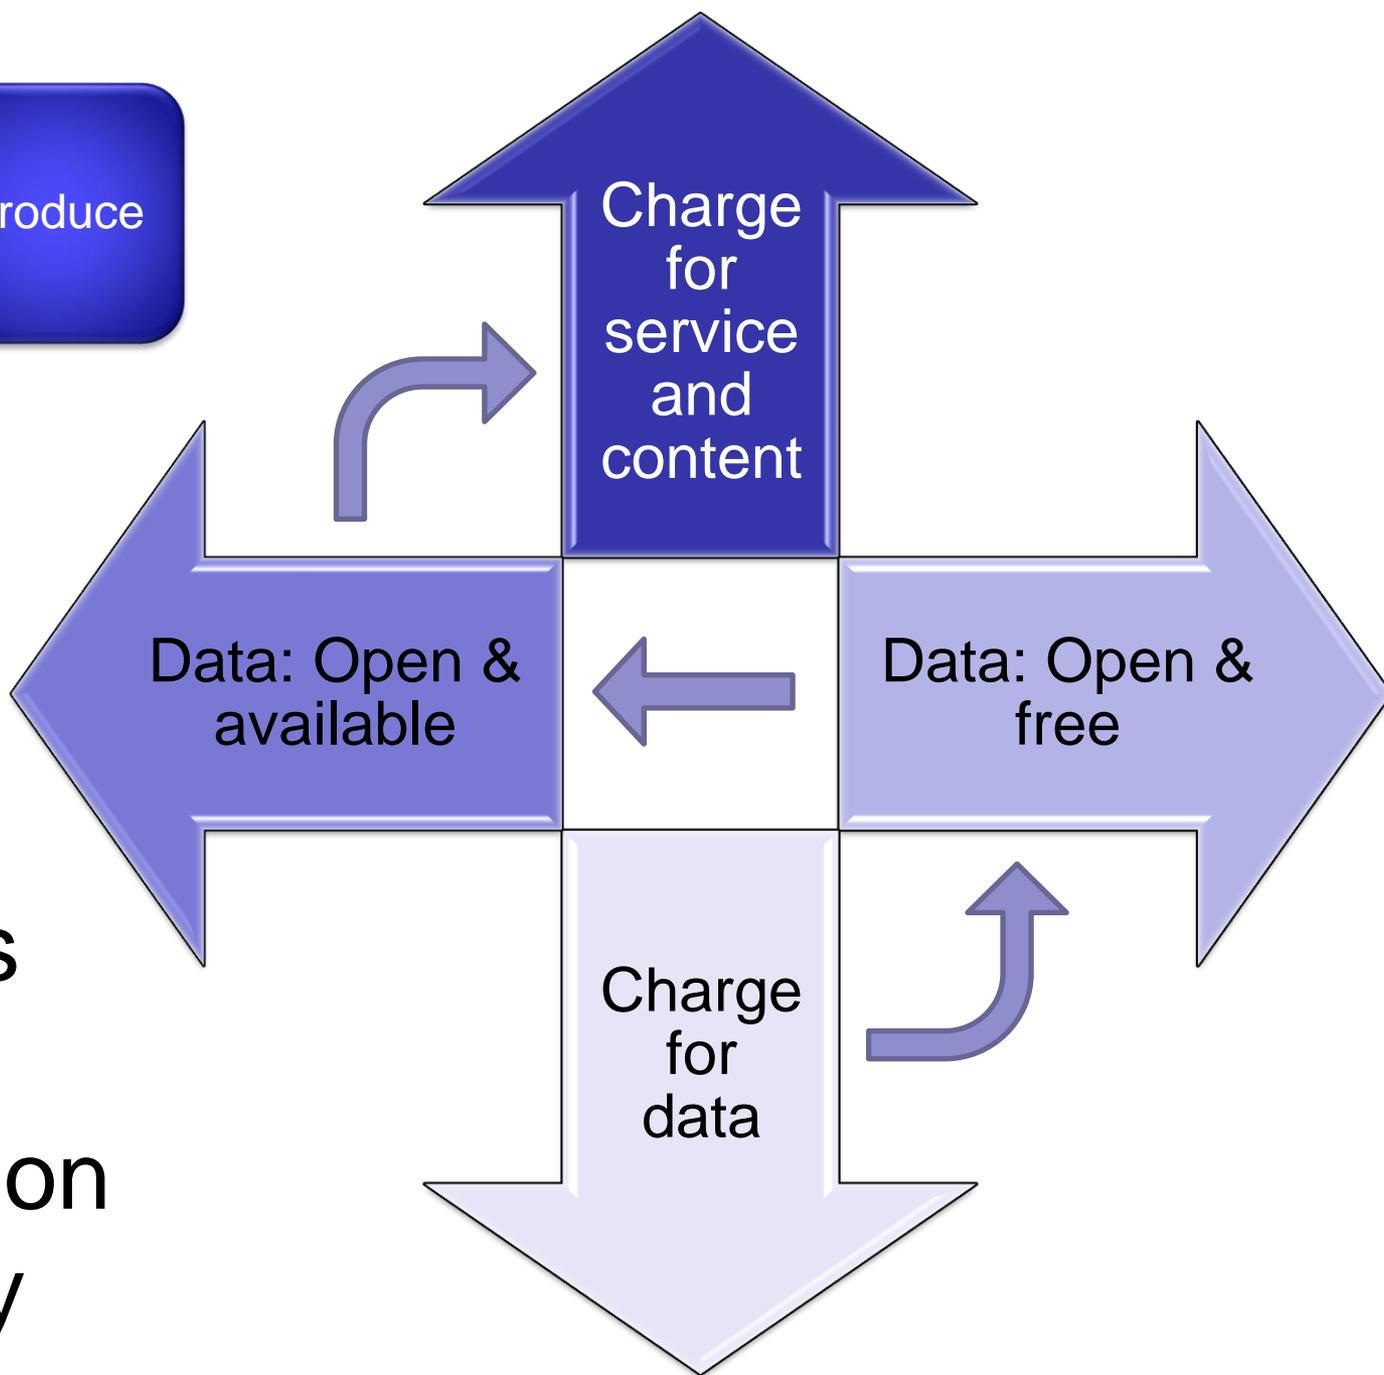 roduce
Charge
for
service
and
content
Data: Open &
available
Data: Open &
free
Charge
for
data
s
on
y